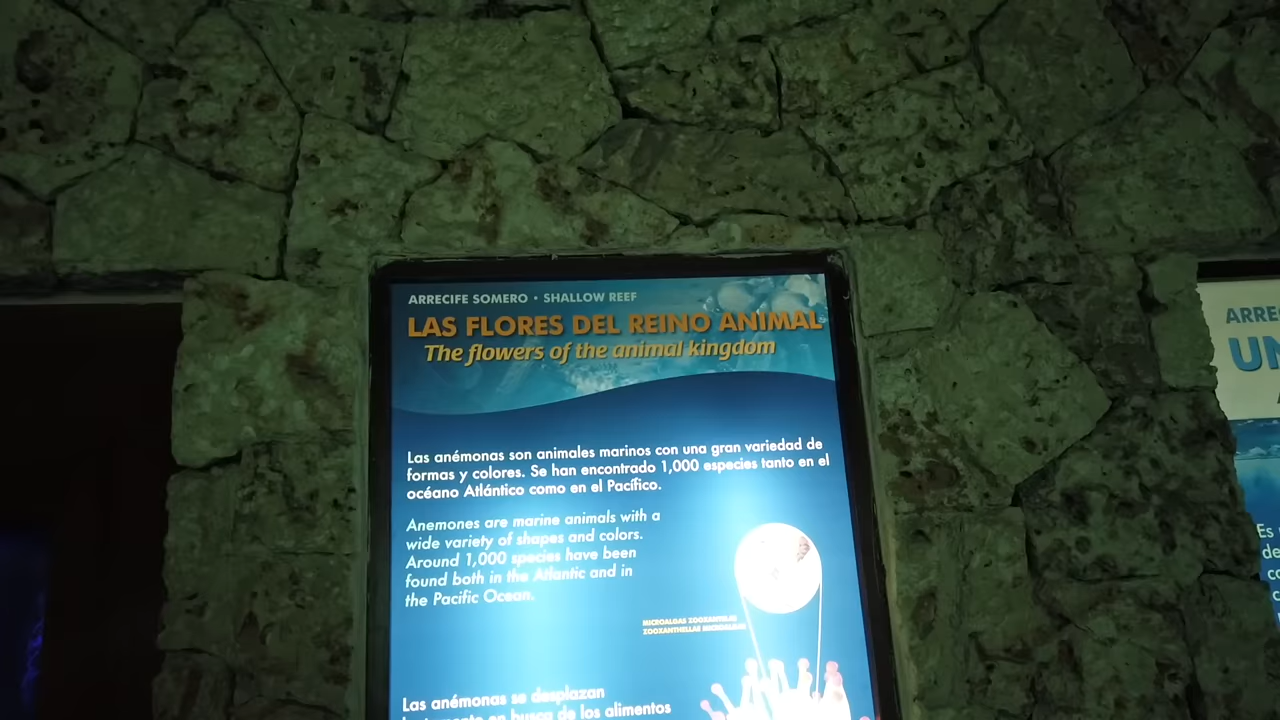 ARRECIFE SOMERO • SHALLOW REEF
LAS FLORES DEL REINO ANIMAL
The flowers of the animal kingdom
Las anémonas son animales marinos con una gran variedad de
formas y colores. Se han encontrado 1,000 especies tanto en el
océano Atlántico como en el Pacífico.
Anemones are marine animals with a
wide variety of shapes and colors.
Around 1,000 species have been
found both in the Atlantic and in
the Pacific Ocean.
MICROALGAS ZOOXANTELAS
ZOOXANTHELLAE MICROALGAE
Las anémonas se desplazan
en busca de los alimentos
ARRE
UN
Es
de